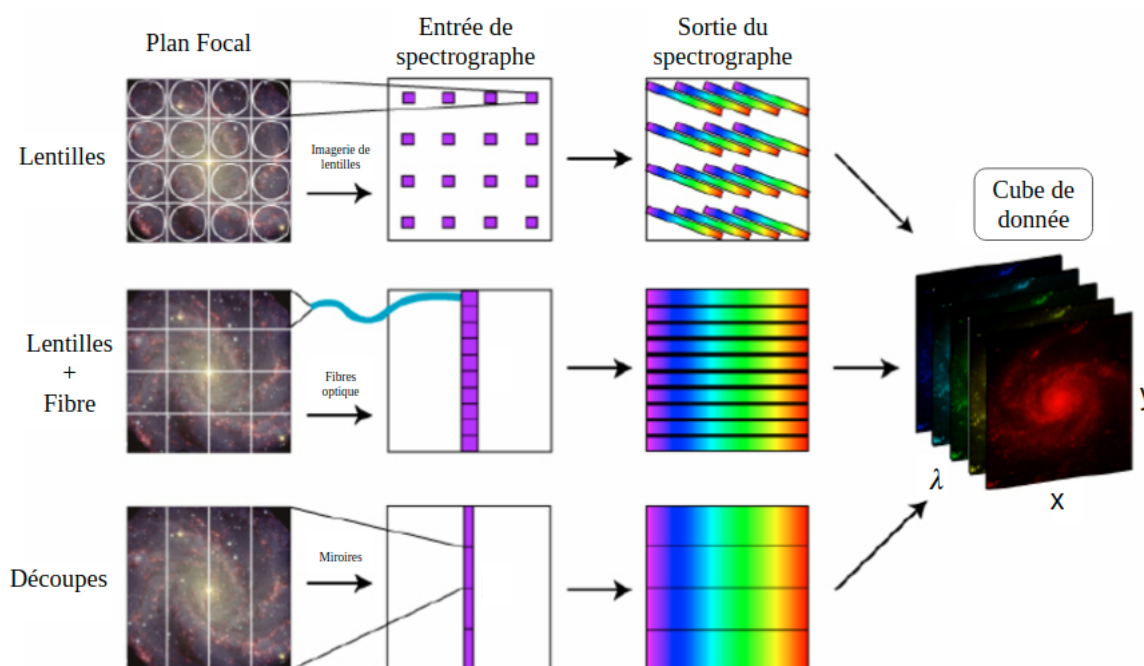 Plan Focal
Entrée de
spectrographe
Sortie du
spectrographe
Lentilles
Imagerie de
lentilles
Cube de
donnée
Lentilles
+
Fibre
Fibres
optique
y
λ
x
Découpes
Miroires